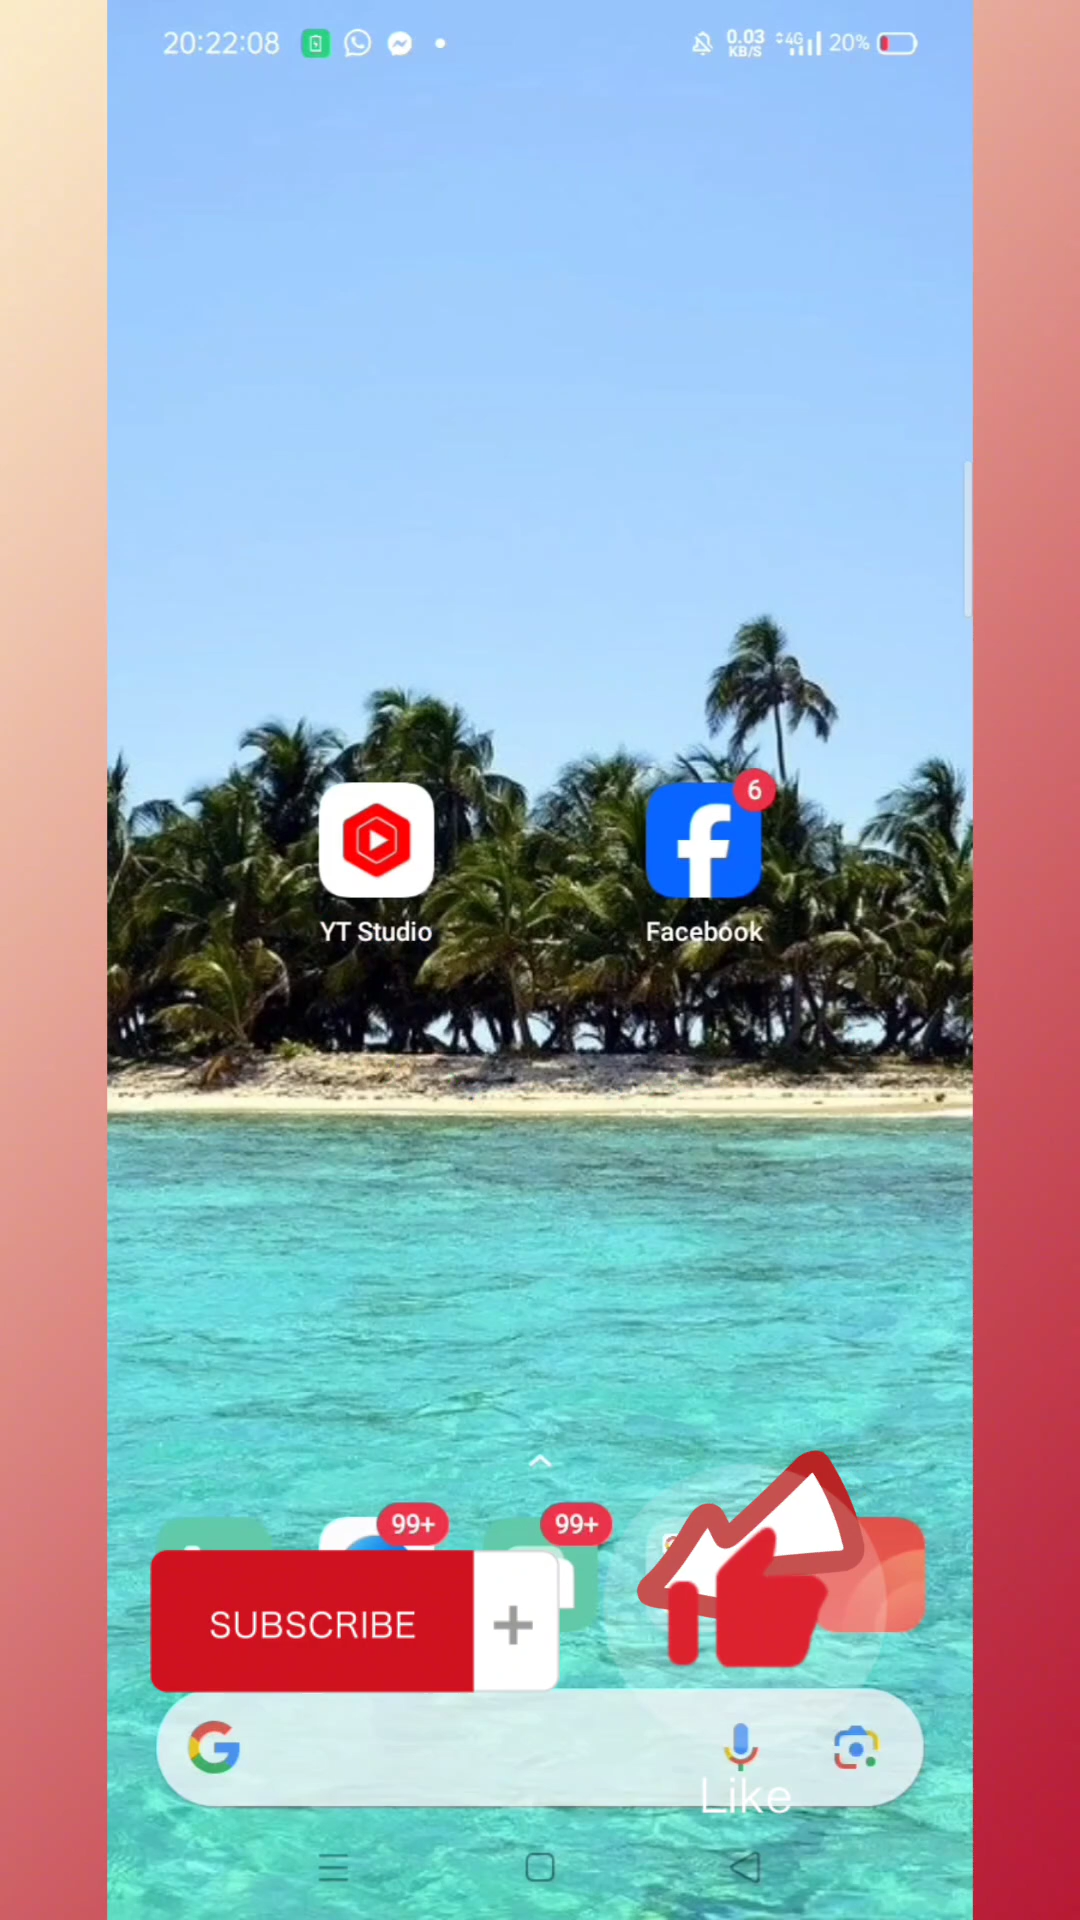 20:22:08 0.03 KB/S 4G 20%
6
YT Studio Facebook
99+ 99+
SUBSCRIBE +
Like